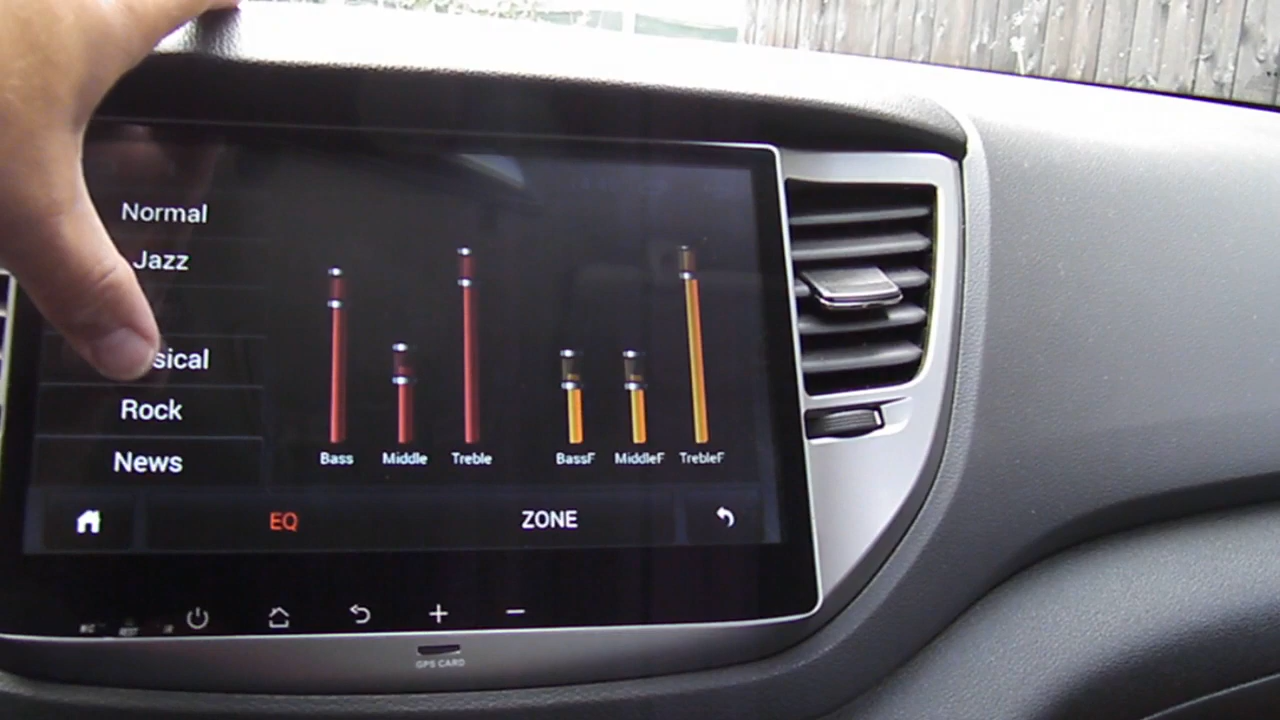 Normal
Jazz
sical
Rock
News
Bass Middle Treble BassF MiddleF TrebleF
EQ ZONE
GPS CARD